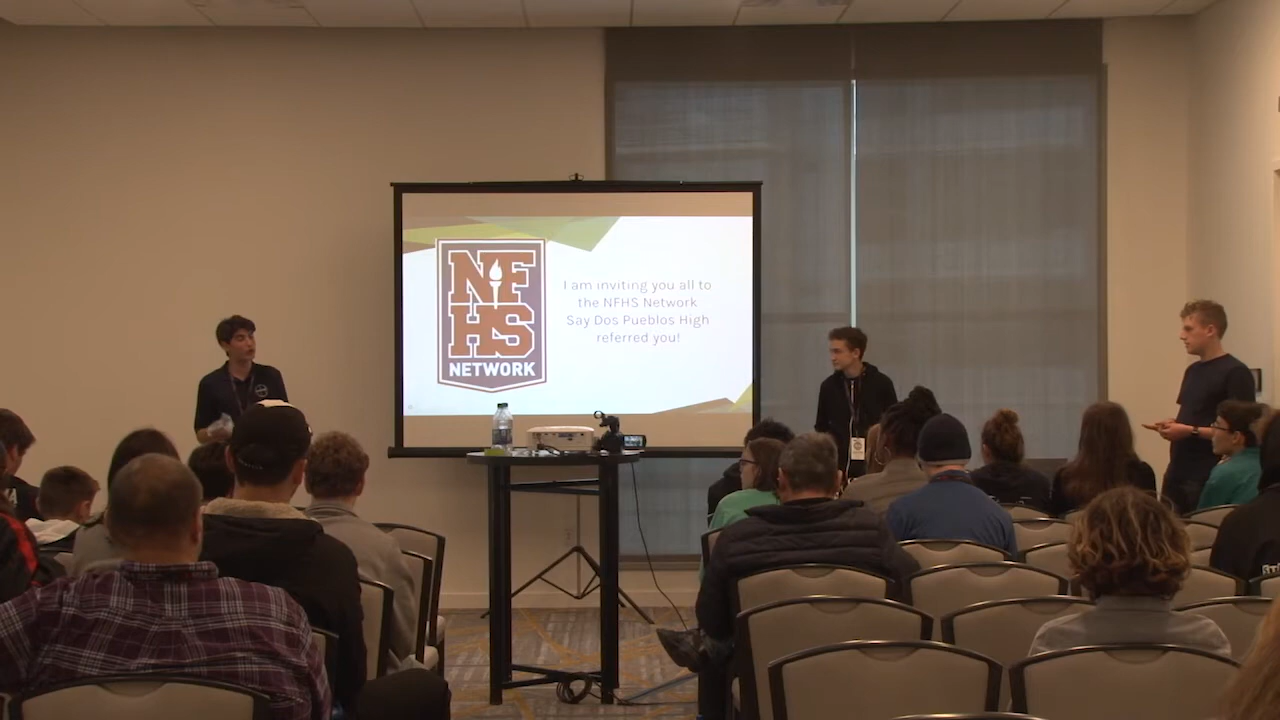 NF
HS
NETWORK
I am inviting you all to
the NFHS Network
Say Dos Pueblos High
referred you!